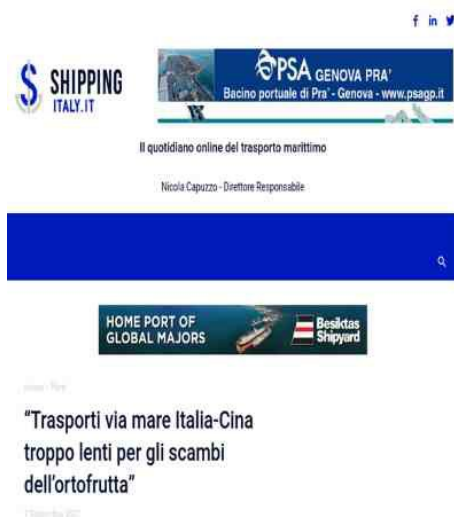 f in
SHIPPING
ITALY.IT
PSA GENOVA PRA'
Bacino portuale di Pra' - Genova - www.psagp.it
Il quotidiano online del trasporto marittimo
Nicola Capuzzo - Direttore Responsabile
HOME PORT OF
GLOBAL MAJORS
Besiktas
Shipyard
“Trasporti via mare Italia-Cina
troppo lenti per gli scambi
dell’ortofrutta”